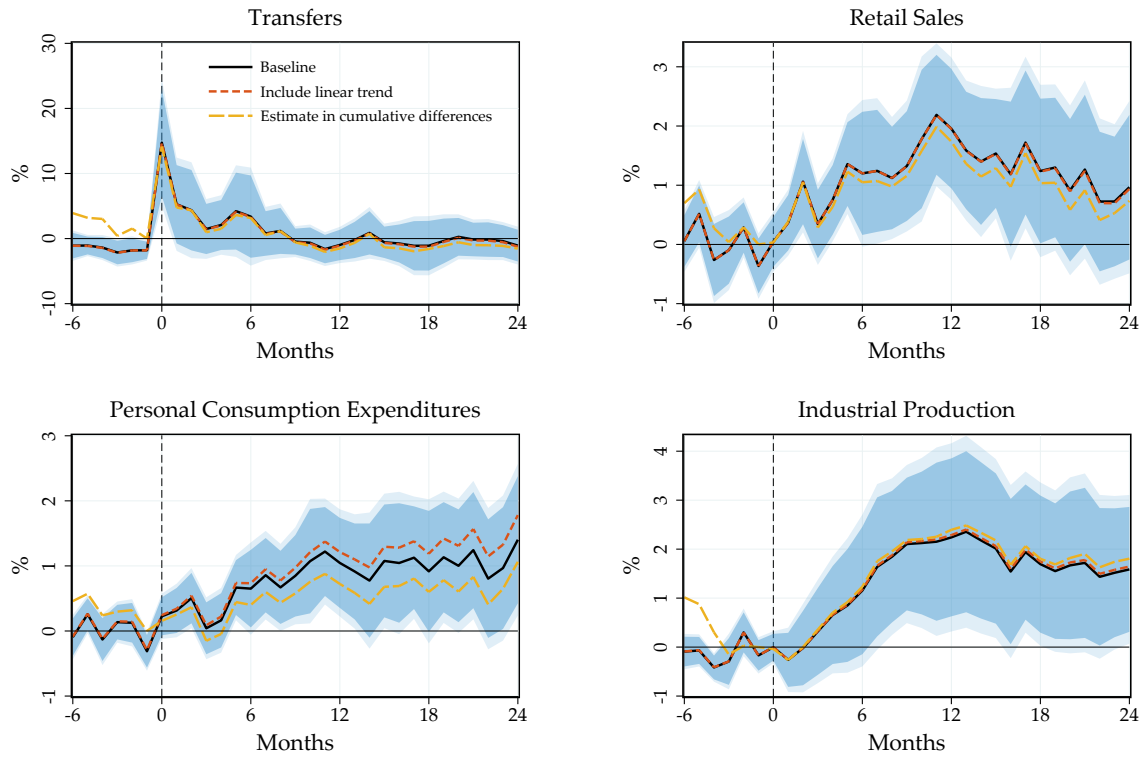 Transfers
30
20
10
0
-10
%
Baseline
Include linear trend
Estimate in cumulative differences
-6 0 6 12 18 24
Months
Retail Sales
3
2
1
0
-1
%
-6 0 6 12 18 24
Months
Personal Consumption Expenditures
3
2
1
0
-1
%
-6 0 6 12 18 24
Months
Industrial Production
4
3
2
1
0
-1
%
-6 0 6 12 18 24
Months